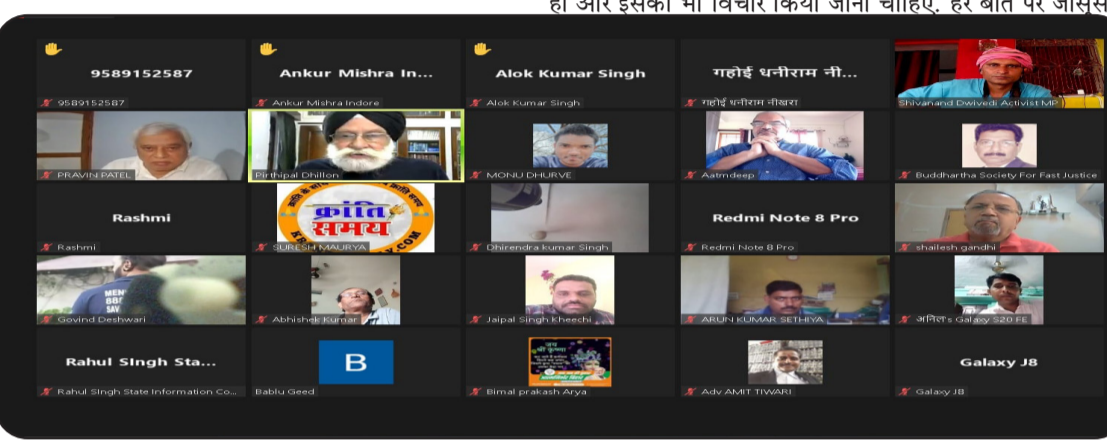 हो और इसका भी विचार किया जाना चाहिए. हर बात पर जासूस
9589152587
Ankur Mishra In...
Alok Kumar Singh
गहोई धनीराम नी...
9589152587
Ankur Mishra Indore
Alok Kumar Singh
गहोई धनीराम नीखरा
Shivanand Dwivedi Activist MP
PRAVIN PATEL
Pirthipal Dhillon
MONU DHURVE
Aatmdeep
Buddhartha Society For Fast Justice
Rashmi
क्रांति
समय
Redmi Note 8 Pro
Rashmi
SURESH MAURYA
Dhirendra kumar Singh
Redmi Note 8 Pro
shailesh gandhi
MEN
SAV
Govind Deshwari
Abhishek Kumar
Jaipal Singh Kheechi
ARUN KUMAR SETHIYA
अनिल's Galaxy S20 FE
Rahul SIngh Sta...
B
जय
श्री कृष्णा
Galaxy J8
Rahul SIngh State Information Co...
Bablu Geed
Bimal prakash Arya
Adv AMIT TIWARI
Galaxy J8